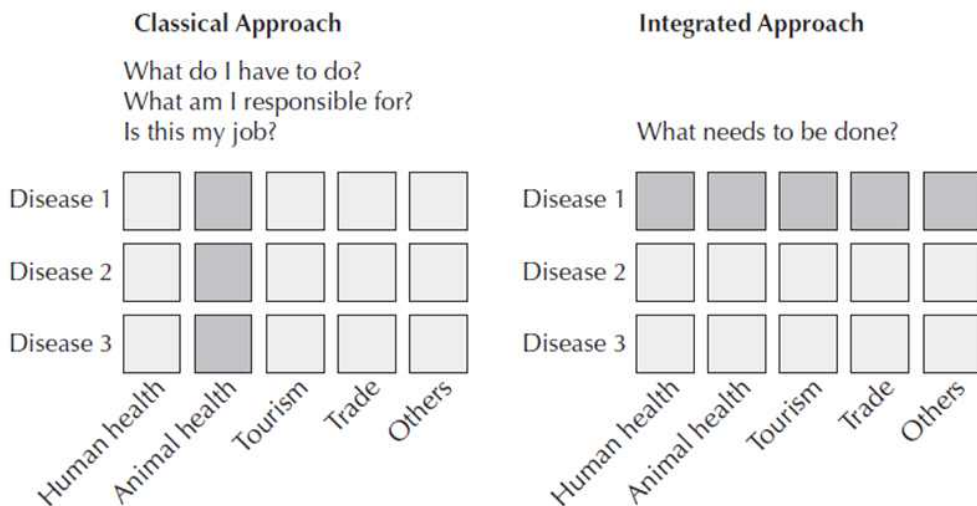 Classical Approach
What do I have to do?
What am I responsible for?
Is this my job?
Disease 1
Disease 2
Disease 3
Human health
Animal health
Tourism
Trade
Others
Integrated Approach
What needs to be done?
Disease 1
Disease 2
Disease 3
Human health
Animal health
Tourism
Trade
Others